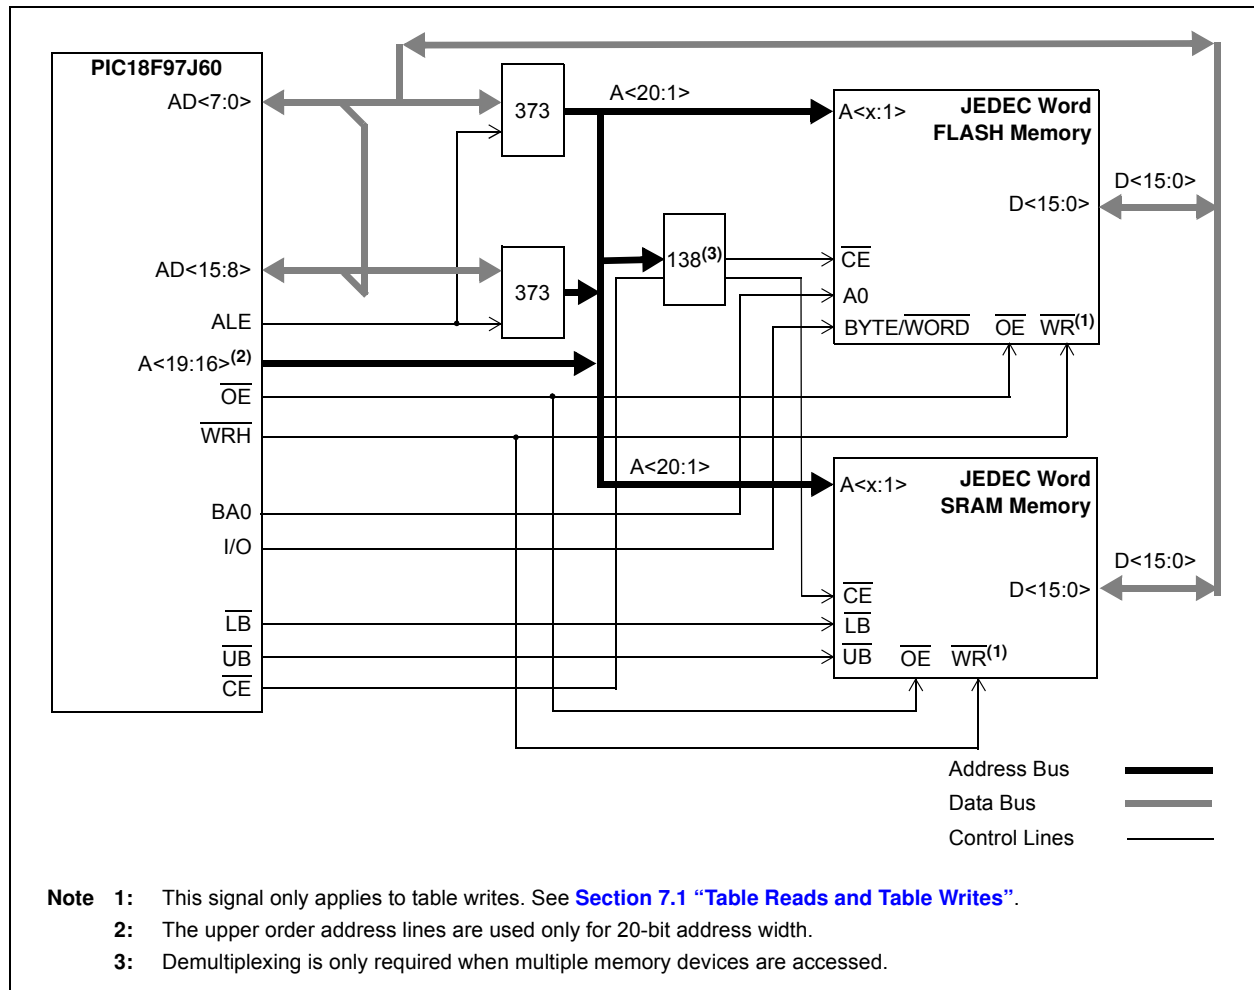 PIC18F97J60
AD<7:0>
373
A<20:1>
A<x:1>
JEDEC Word
FLASH Memory
D<15:0>
D<15:0>
138(3)
AD<15:8>
373
CE
A0
ALE
BYTE/WORD OE WR(1)
A<19:16>(2)
OE
WRH
A<20:1>
A<x:1>
JEDEC Word
SRAM Memory
BA0
I/O
D<15:0>
D<15:0>
CE
LB
LB
UB
UB OE WR(1)
CE
Address Bus
Data Bus
Control Lines
Note 1: This signal only applies to table writes. See Section 7.1 “Table Reads and Table Writes”.
2: The upper order address lines are used only for 20-bit address width.
3: Demultiplexing is only required when multiple memory devices are accessed.